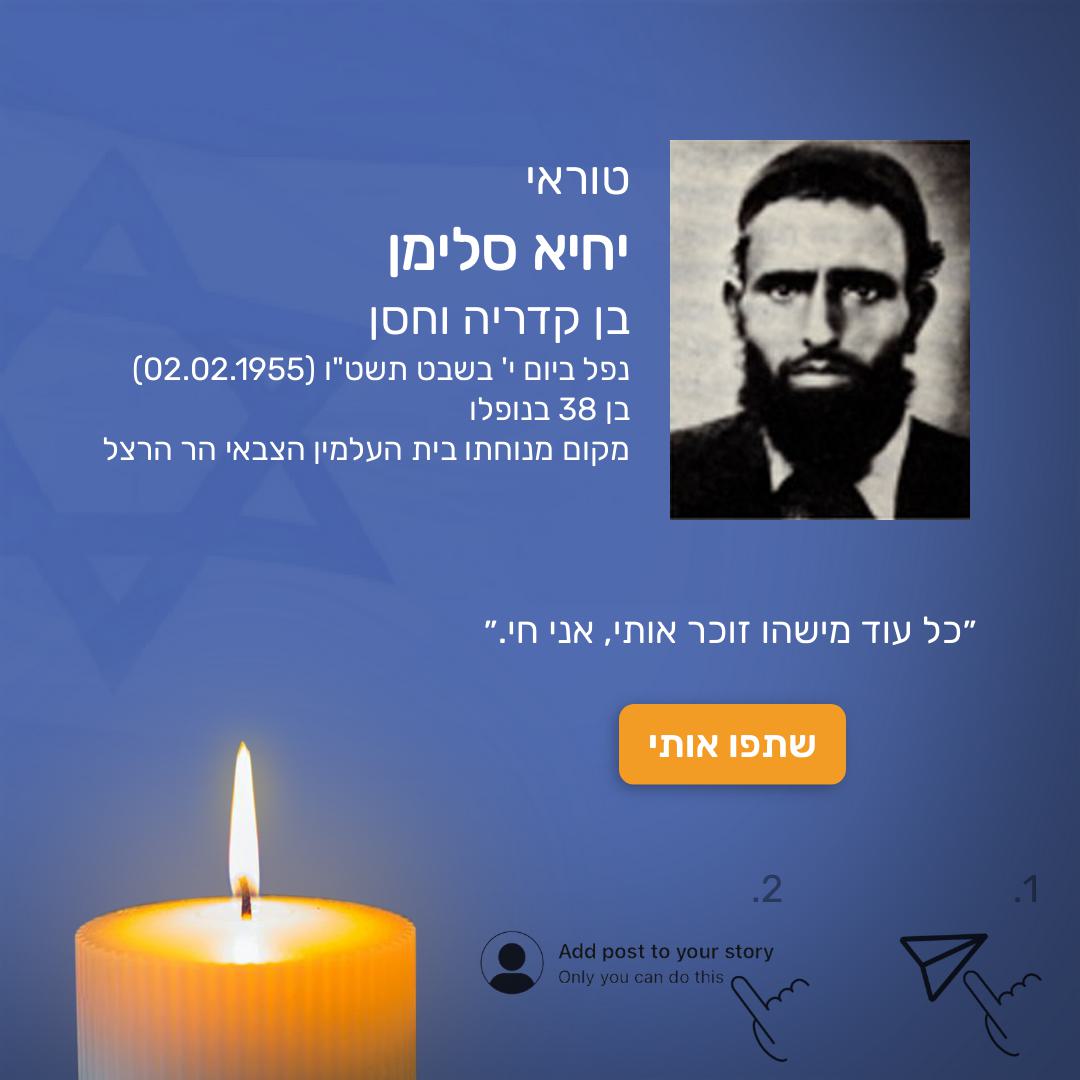 טוראי
יחיא סלימן
בן קדריה וחסן
נפל ביום י' בשבט תשט"ו (02.02.1955)
בן 38 בנופלו
מקום מנוחתו בית העלמין הצבאי הר הרצל
״כל עוד מישהו זוכר אותי, אני חי.״
שתפו אותי
.1
.2
Add post to your story
Only you can do this